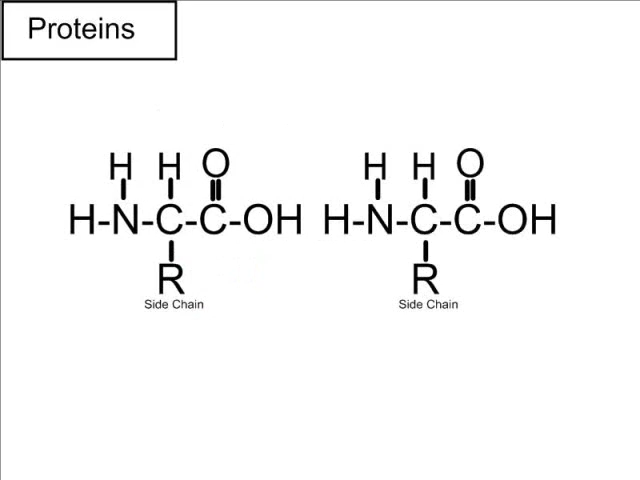 Proteins
H H O H H O
H-N-C-C-OH H-N-C-C-OH
R R
Side Chain Side Chain